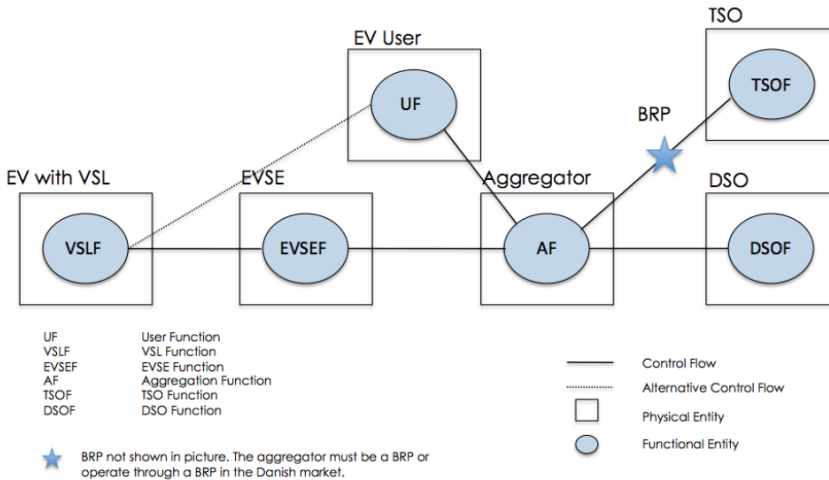 TSO
EV User
TSOF
UF
BRP
EV with VSL
EVSE
Aggregator
DSO
VSLF
EVSEF
AF
DSOF
UF User Function
VSLF VSL Function
EVSEF EVSE Function
AF Aggregation Function
TSOF TSO Function
DSOF DSO Function
Control Flow
Alternative Control Flow
Physical Entity
Functional Entity
BRP not shown in picture. The aggregator must be a BRP or
operate through a BRP in the Danish market.